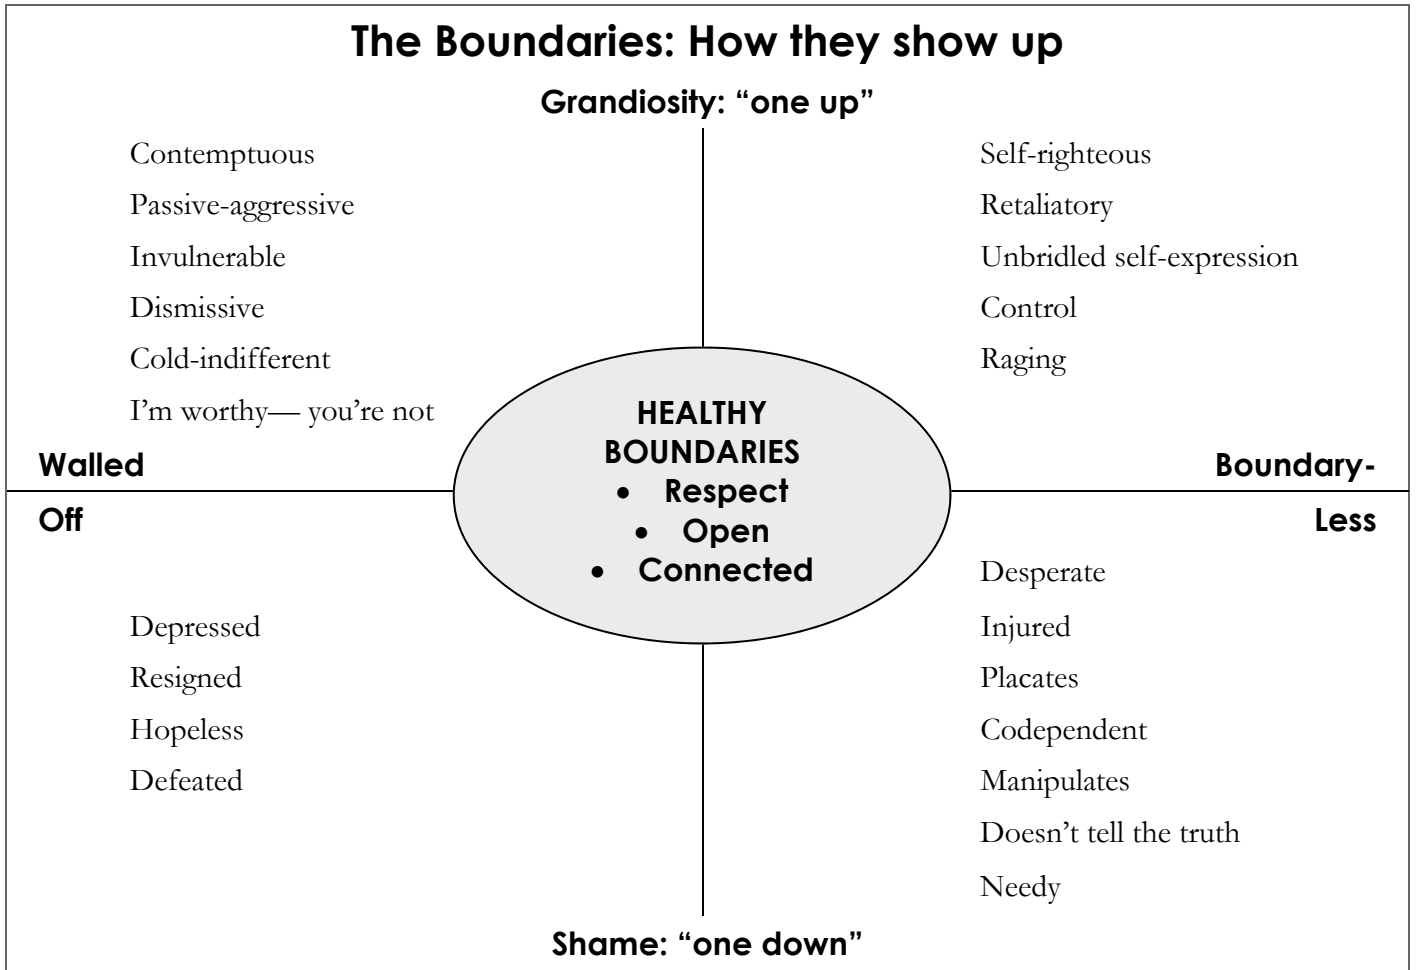 The Boundaries: How they show up
Grandiosity: “one up”
Contemptuous
Passive-aggressive
Invulnerable
Dismissive
Cold-indifferent
I’m worthy— you’re not
Self-righteous
Retaliatory
Unbridled self-expression
Control
Raging
Walled
Off
HEALTHY
BOUNDARIES
• Respect
• Open
• Connected
Boundary-
Less
Depressed
Resigned
Hopeless
Defeated
Desperate
Injured
Placates
Codependent
Manipulates
Doesn’t tell the truth
Needy
Shame: “one down”